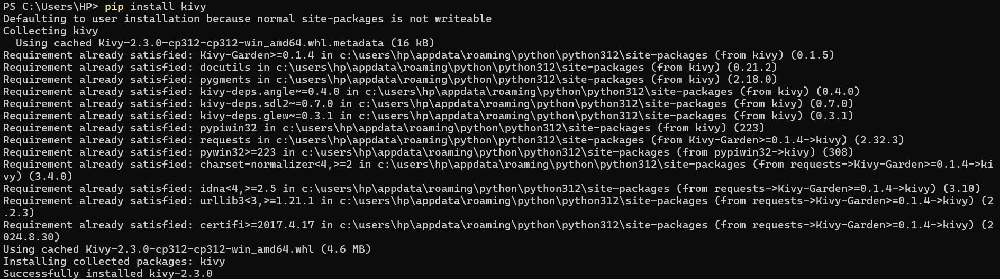 PS C:\Users\HP> pip install kivy
Defaulting to user installation because normal site-packages is not writeable
Collecting kivy
  Using cached Kivy-2.3.0-cp312-cp312-win_amd64.whl.metadata (16 kB)
Requirement already satisfied: Kivy-Garden>=0.1.4 in c:\users\hp\appdata\roaming\python\python312\site-packages (from kivy) (0.1.5)
Requirement already satisfied: docutils in c:\users\hp\appdata\roaming\python\python312\site-packages (from kivy) (0.21.2)
Requirement already satisfied: pygments in c:\users\hp\appdata\roaming\python\python312\site-packages (from kivy) (2.18.0)
Requirement already satisfied: kivy-deps.angle~=0.4.0 in c:\users\hp\appdata\roaming\python\python312\site-packages (from kivy) (0.4.0)
Requirement already satisfied: kivy-deps.sdl2~=0.7.0 in c:\users\hp\appdata\roaming\python\python312\site-packages (from kivy) (0.7.0)
Requirement already satisfied: kivy-deps.glew~=0.3.1 in c:\users\hp\appdata\roaming\python\python312\site-packages (from kivy) (0.3.1)
Requirement already satisfied: pypiwin32 in c:\users\hp\appdata\roaming\python\python312\site-packages (from kivy) (223)
Requirement already satisfied: requests in c:\users\hp\appdata\roaming\python\python312\site-packages (from Kivy-Garden>=0.1.4->kivy) (2.32.3)
Requirement already satisfied: pywin32>=223 in c:\users\hp\appdata\roaming\python\python312\site-packages (from pypiwin32->kivy) (308)
Requirement already satisfied: charset-normalizer<4,>=2 in c:\users\hp\appdata\roaming\python\python312\site-packages (from requests->Kivy-Garden>=0.1.4->ki
vy) (3.4.0)
Requirement already satisfied: idna<4,>=2.5 in c:\users\hp\appdata\roaming\python\python312\site-packages (from requests->Kivy-Garden>=0.1.4->kivy) (3.10)
Requirement already satisfied: urllib3<3,>=1.21.1 in c:\users\hp\appdata\roaming\python\python312\site-packages (from requests->Kivy-Garden>=0.1.4->kivy) (2
.2.3)
Requirement already satisfied: certifi>=2017.4.17 in c:\users\hp\appdata\roaming\python\python312\site-packages (from requests->Kivy-Garden>=0.1.4->kivy) (2
024.8.30)
Using cached Kivy-2.3.0-cp312-cp312-win_amd64.whl (4.6 MB)
Installing collected packages: kivy
Successfully installed kivy-2.3.0